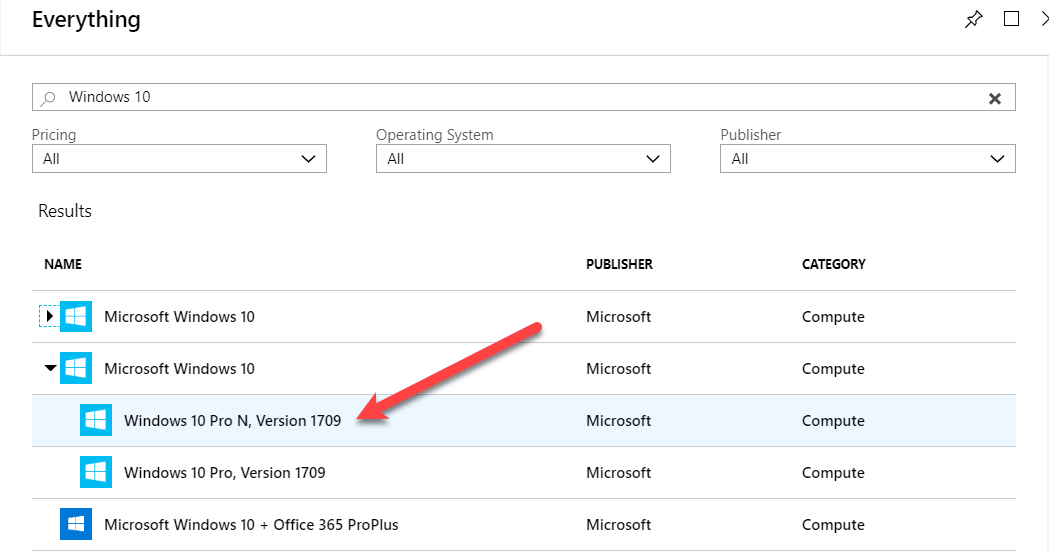 Everything
Windows 10
Pricing Operating System Publisher
All All All
Results
NAME PUBLISHER CATEGORY
Microsoft Windows 10 Microsoft Compute
Microsoft Windows 10 Microsoft Compute
Windows 10 Pro N, Version 1709 Microsoft Compute
Windows 10 Pro, Version 1709 Microsoft Compute
Microsoft Windows 10 + Office 365 ProPlus Microsoft Compute